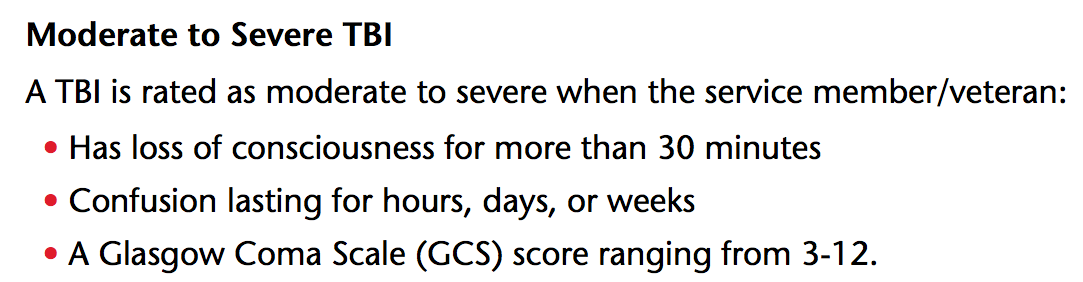 Moderate to Severe TBI
A TBI is rated as moderate to severe when the service member/veteran:
• Has loss of consciousness for more than 30 minutes
• Confusion lasting for hours, days, or weeks
• A Glasgow Coma Scale (GCS) score ranging from 3-12.